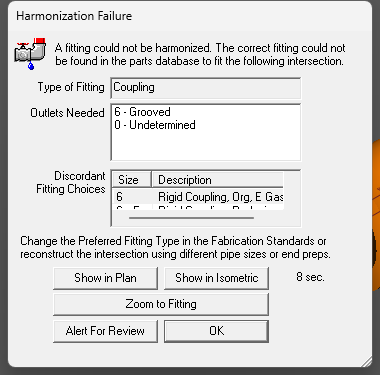 Harmonization Failure
A fitting could not be harmonized. The correct fitting could not
be found in the parts database to fit the following intersection.
Type of Fitting Coupling
Outlets Needed
6 - Grooved
0 - Undetermined
Discordant
Fitting Choices
Size Description
6 Rigid Coupling, Org, E Gas
Change the Preferred Fitting Type in the Fabrication Standards or
reconstruct the intersection using different pipe sizes or end preps.
Show in Plan Show in Isometric 8 sec.
Zoom to Fitting
Alert For Review OK